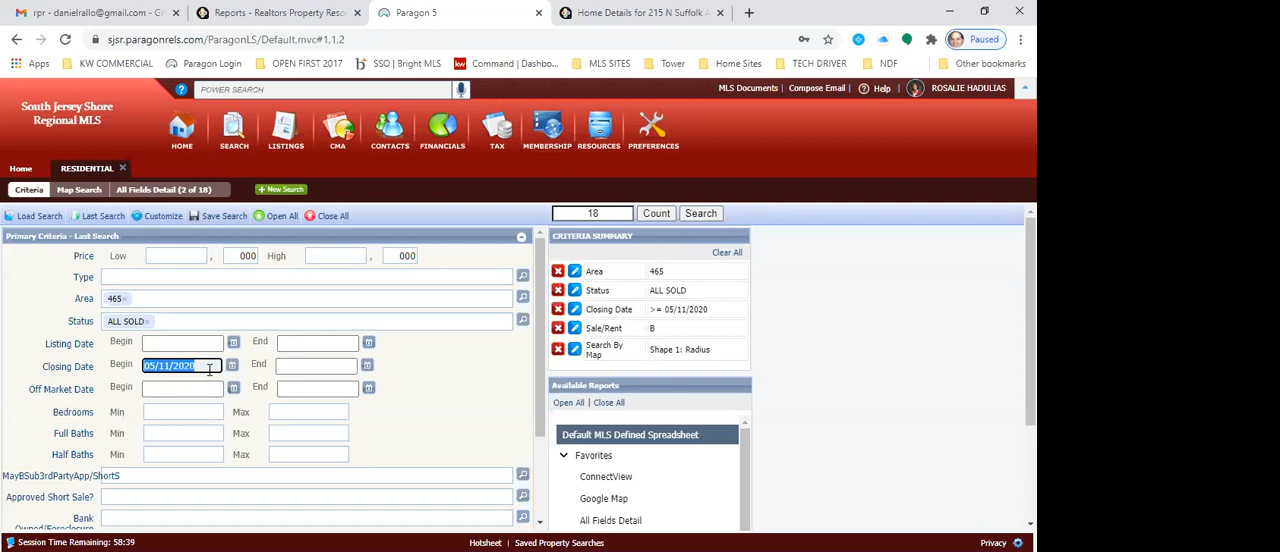 rpr - danielrallo@gmail.com - Gr
Reports - Realtors Property Reso
Paragon 5
Home Details for 215 N Suffolk A
sjsr.paragonrels.com/ParagonLS/Default.mvc#1,1,2
Paused
Apps
KW COMMERCIAL
Paragon Login
OPEN FIRST 2017
SSO | Bright MLS
Command | Dashbo...
MLS SITES
Tower
Home Sites
TECH DRIVER
NDF
Other bookmarks
POWER SEARCH
MLS Documents
Compose Email
Help
ROSALIE HADULIAS
South Jersey Shore
Regional MLS
HOME
SEARCH
LISTINGS
CMA
CONTACTS
FINANCIALS
TAX
MEMBERSHIP
RESOURCES
PREFERENCES
Home
RESIDENTIAL
Criteria
Map Search
All Fields Detail (2 of 18)
+ New Search
Load Search
Last Search
Customize
Save Search
Open All
Close All
18
Count
Search
Primary Criteria - Last Search
Price Low , 000 High , 000
Type
Area 465×
Status ALL SOLD×
Listing Date Begin End
Closing Date Begin 05/11/2020 End
Off Market Date Begin End
Bedrooms Min Max
Full Baths Min Max
Half Baths Min Max
MayBSub3rdPartyApp/ShortS
Approved Short Sale?
Bank
Owned/Foreclosure
CRITERIA SUMMARY
Clear All
Area 465
Status ALL SOLD
Closing Date >= 05/11/2020
Sale/Rent B
Search By
Map Shape 1: Radius
Available Reports
Open All | Close All
Default MLS Defined Spreadsheet
Favorites
ConnectView
Google Map
All Fields Detail
Session Time Remaining: 58:39
Hotsheet | Saved Property Searches
Privacy